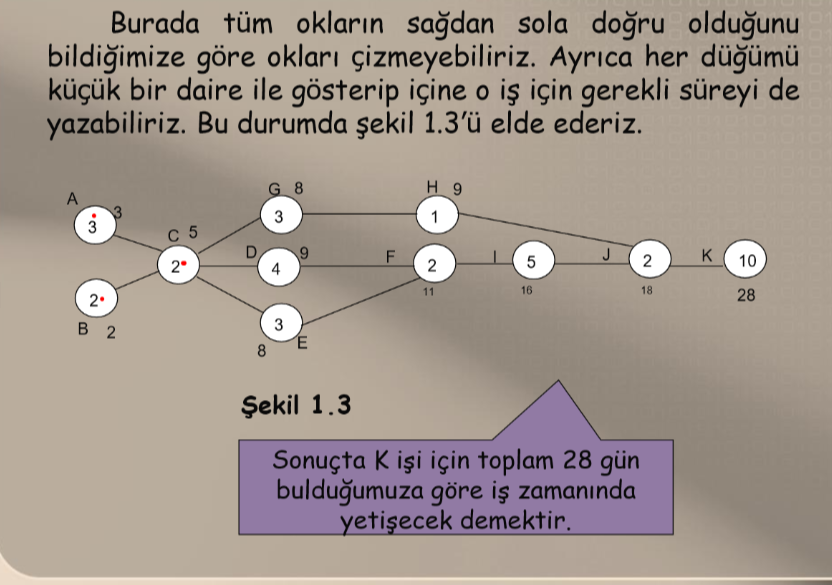 Burada tüm okların sağdan sola doğru olduğunu
bildiğimize göre okları çizmeyebiliriz. Ayrıca her düğümü
küçük bir daire ile gösterip içine o iş için gerekli süreyi de
yazabiliriz. Bu durumda şekil 1.3'ü elde ederiz.
G 8 H 9
A 3
3 3 1
C 5
D 9 F I J K
2 4 2 5 2 10
11 16 18 28
2 3
B 2
8 E
Şekil 1.3
Sonuçta K işi için toplam 28 gün
bulduğumuza göre iş zamanında
yetişecek demektir.